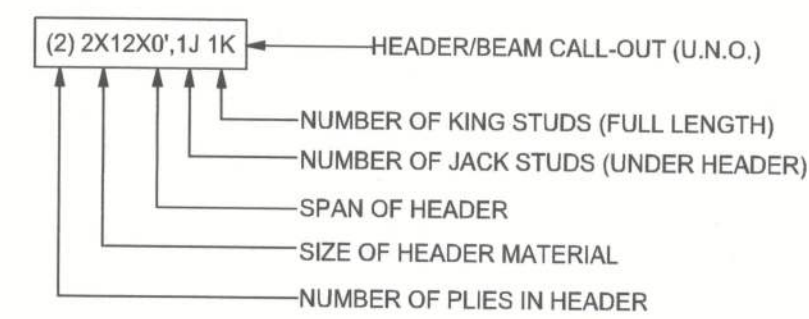 (2) 2X12X0',1J 1K
HEADER/BEAM CALL-OUT (U.N.O.)
NUMBER OF KING STUDS (FULL LENGTH)
NUMBER OF JACK STUDS (UNDER HEADER)
SPAN OF HEADER
SIZE OF HEADER MATERIAL
NUMBER OF PLIES IN HEADER